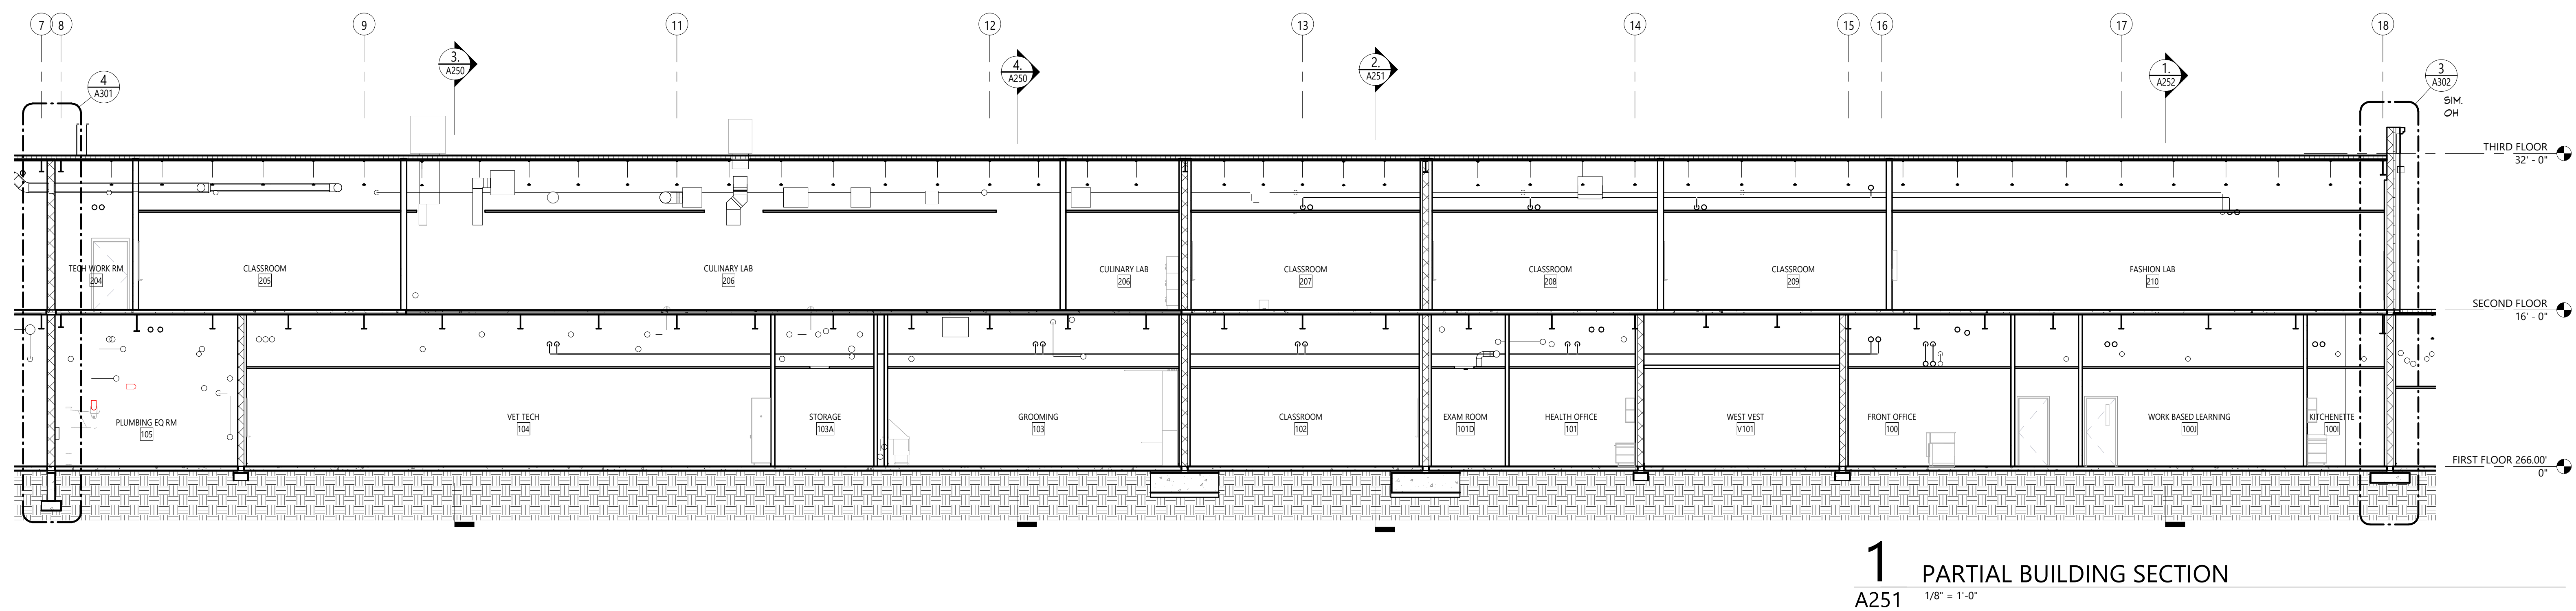 7 8 9 11 12 13 14 15 16 17 18
4
A301
3.
A250
4.
A250
2.
A251
1.
A252
3
A302
SIM.
OH
THIRD FLOOR
32' - 0"
TECH WORK RM
204
CLASSROOM
205
CULINARY LAB
206
CULINARY LAB
206
CLASSROOM
207
CLASSROOM
208
CLASSROOM
209
FASHION LAB
210
SECOND FLOOR
16' - 0"
PLUMBING EQ RM
105
VET TECH
104
STORAGE
103A
GROOMING
103
CLASSROOM
102
EXAM ROOM
101D
HEALTH OFFICE
101
WEST VEST
V101
FRONT OFFICE
100
WORK BASED LEARNING
100J
KITCHENETTE
100I
FIRST FLOOR 266.00'
0"
1
A251
PARTIAL BUILDING SECTION
1/8" = 1'-0"